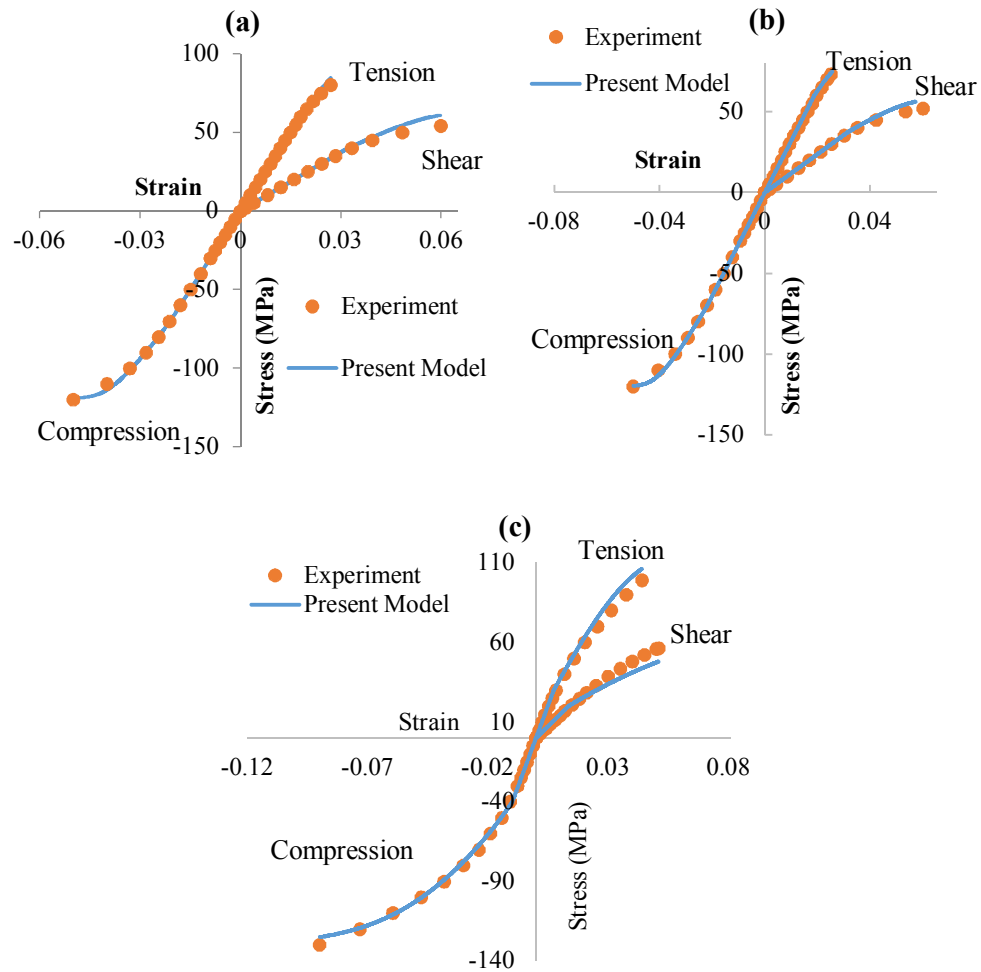 (a)
100
Tension
50
Shear
Strain
0
-0.06
-0.03
0
0.03
0.06
-50
Experiment
Stress (MPa)
Present Model
-100
Compression
-150
(b)
Experiment
Present Model
Tension
Shear
50
Strain
0
-0.08
-0.04
0
0.04
-50
Compression
-100
Stress (MPa)
-150
(c)
Tension
110
Experiment
Present Model
Shear
60
Strain
10
-0.12
-0.07
-0.02
0.03
0.08
-40
Stress (MPa)
Compression
-90
-140